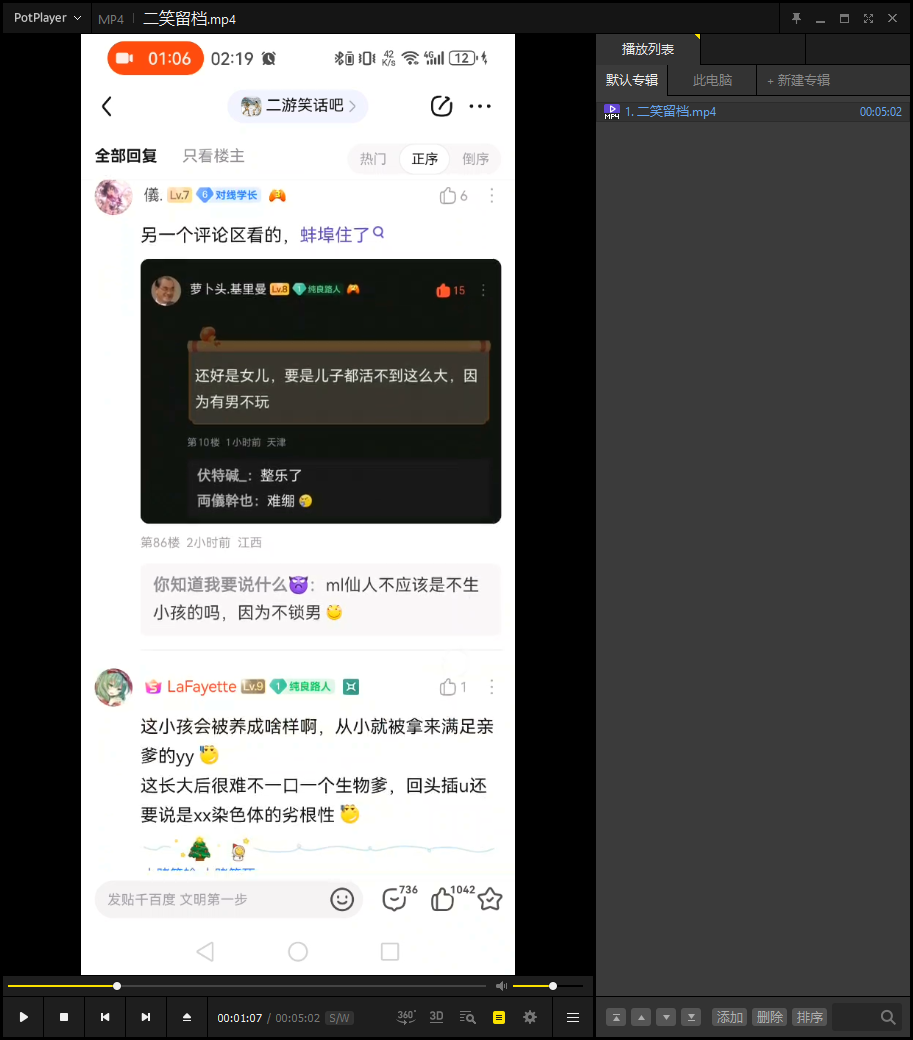 PotPlayer MP4 二笑留档.mp4
播放列表
默认专辑 此电脑 + 新建专辑
MP4 1. 二笑留档.mp4 00:05:02
01:06 02:19 42 K/s 4G 12
二游笑话吧
全部回复 只看楼主 热门 正序 倒序
儀. Lv.7 6 对线学长 6
另一个评论区看的，蚌埠住了
萝卜头.基里曼 Lv.8 1 纯良路人 15
还好是女儿，要是儿子都活不到这么大，因
为有男不玩
第10楼 1小时前 天津
伏特碱_：整乐了
両儀幹也：难绷
第86楼 2小时前 江西
你知道我要说什么：ml仙人不应该是不生
小孩的吗，因为不锁男
LaFayette Lv.9 1 纯良路人 1
这小孩会被养成啥样啊，从小就被拿来满足亲
爹的yy
这长大后很难不一口一个生物爹，回头插u还
要说是xx染色体的劣根性
发贴千百度 文明第一步 736 1042
00:01:07 / 00:05:02 S/W 360° 3D
添加 删除 排序